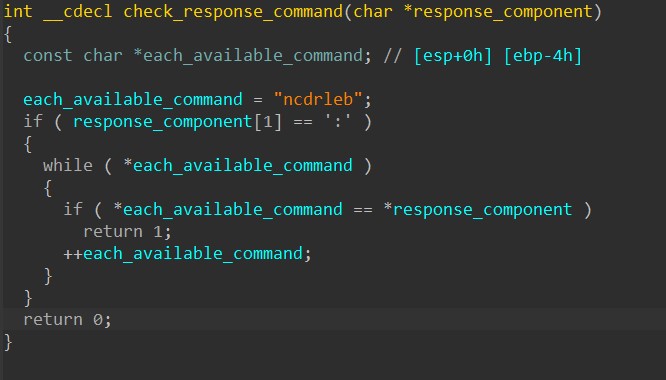 int __cdecl check_response_command(char *response_component)
{
  const char *each_available_command; // [esp+0h] [ebp-4h]

  each_available_command = "ncdrleb";
  if ( response_component[1] == ':' )
  {
    while ( *each_available_command )
    {
      if ( *each_available_command == *response_component )
        return 1;
      ++each_available_command;
    }
  }
  return 0;
}